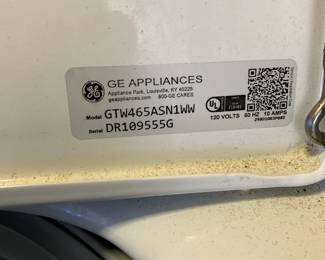 GE APPLIANCES
Appliance Park, Louisville, KY 40225
geappliances.com 800-GE CARES
Model GTW465ASN1WW
Serial DR109555G
120 VOLTS 60 HZ 10 AMPS